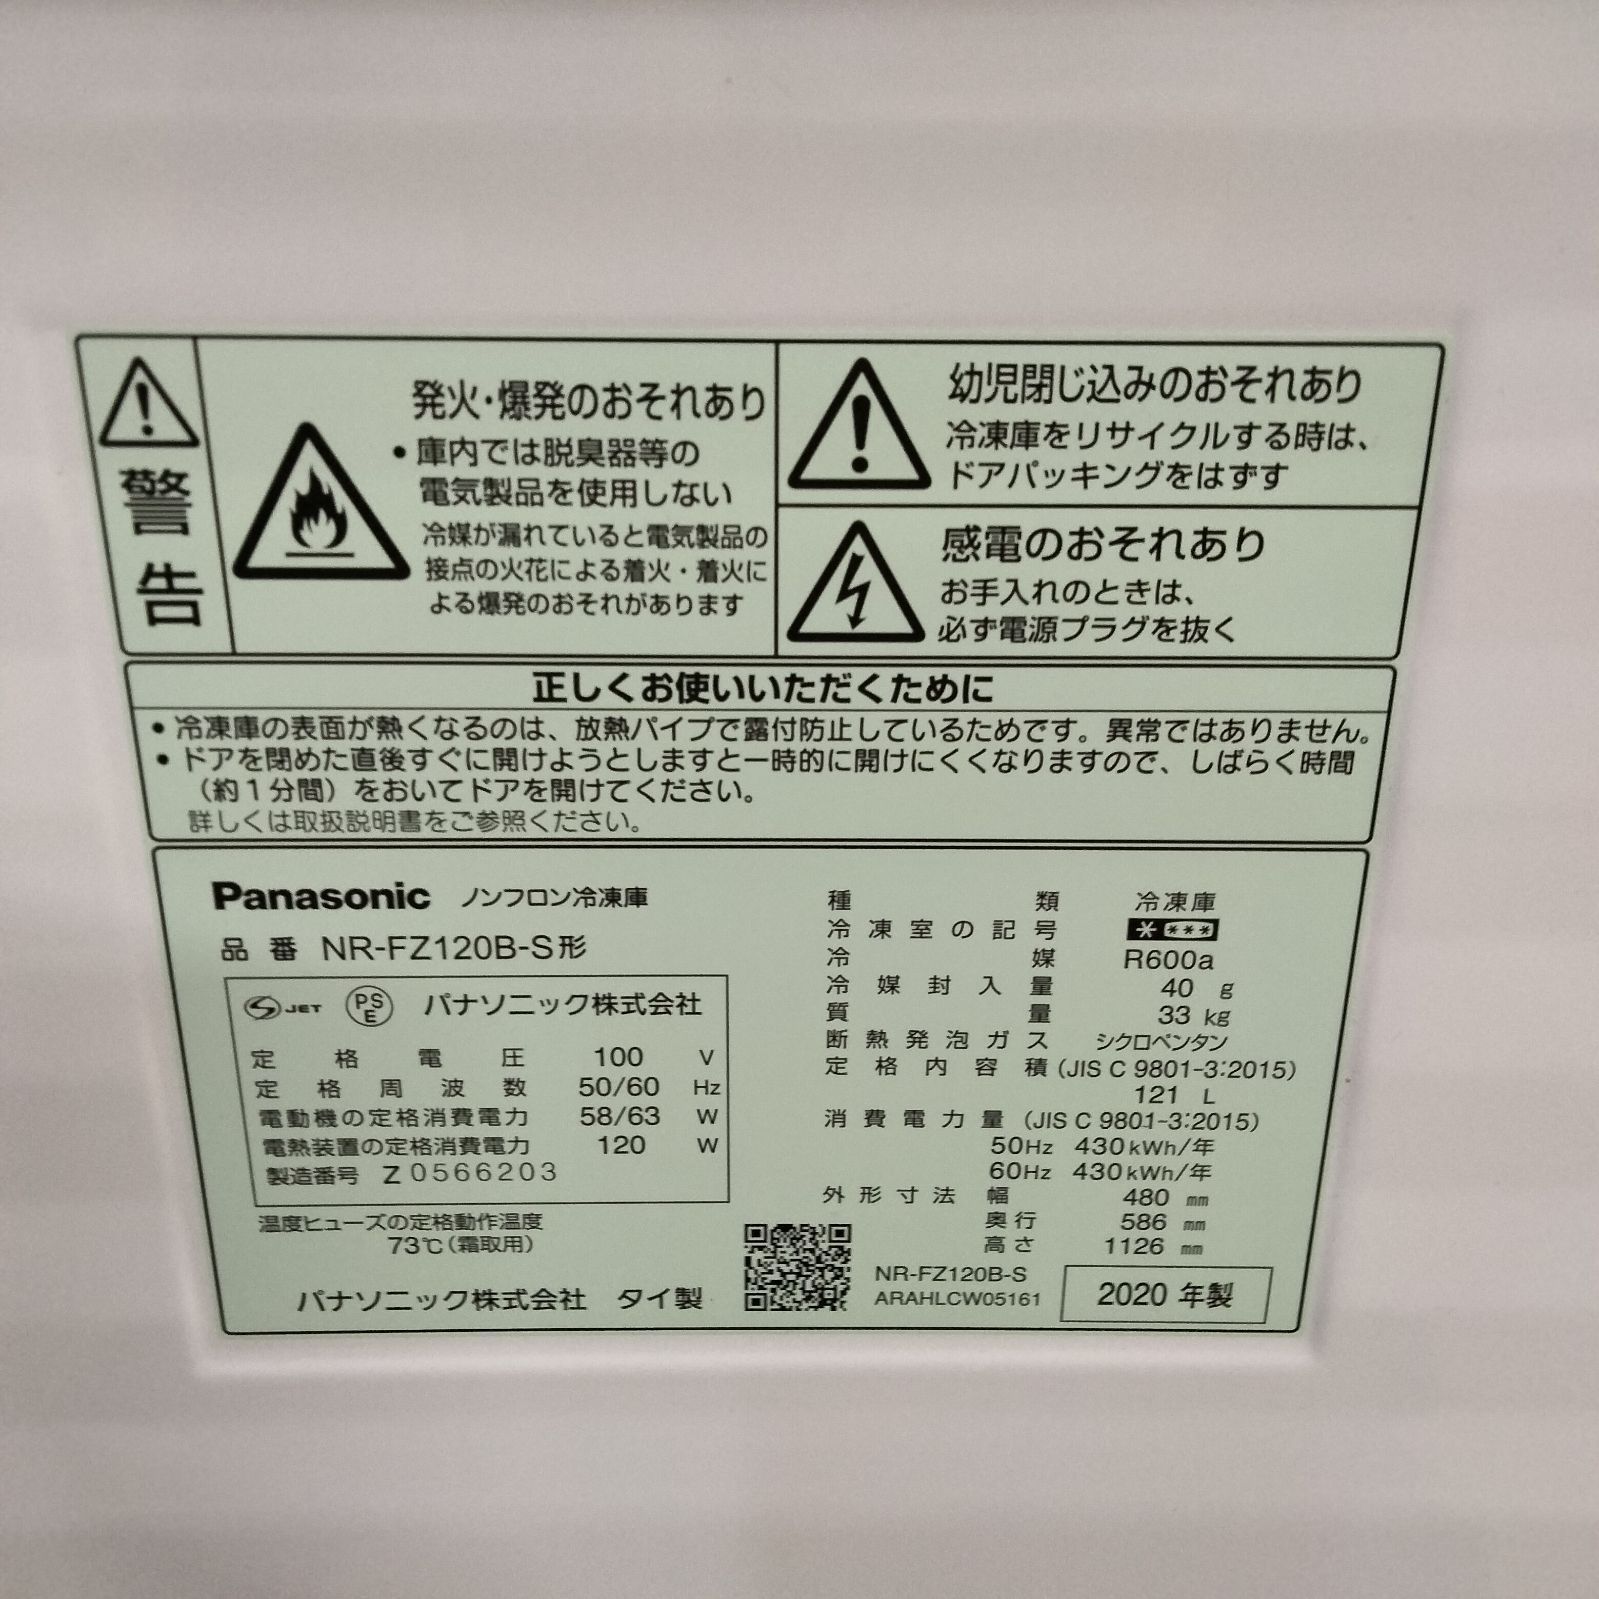 警告
発火・爆発のおそれあり
・庫内では脱臭器等の
電気製品を使用しない
冷媒が漏れていると電気製品の
接点の火花による着火・着火に
よる爆発のおそれがあります
幼児閉じ込みのおそれあり
冷凍庫をリサイクルする時は、
ドアパッキングをはずす
感電のおそれあり
お手入れのときは、
必ず電源プラグを抜く
正しくお使いいただくために
・冷凍庫の表面が熱くなるのは、放熱パイプで露付防止しているためです。異常ではありません。
・ドアを閉めた直後すぐに開けようとしますと一時的に開けにくくなりますので、しばらく時間
（約1分間）をおいてドアを開けてください。
詳しくは取扱説明書をご参照ください。
Panasonic ノンフロン冷凍庫
品番 NR-FZ120B-S形
JET PSE パナソニック株式会社
定格電圧 100 V
定格周波数 50/60 Hz
電動機の定格消費電力 58/63 W
電熱装置の定格消費電力 120 W
製造番号 Z0566203
温度ヒューズの定格動作温度
73℃(霜取用)
パナソニック株式会社 タイ製
種類 冷凍庫
冷凍室の記号 * ***
冷媒 R600a
冷媒封入量 40 g
質量 33 kg
断熱発泡ガス シクロペンタン
定格内容積 (JIS C 9801-3:2015)
121 L
消費電力量 (JIS C 9801-3:2015)
50Hz 430kWh/年
60Hz 430kWh/年
外形寸法 幅 480 mm
奥行 586 mm
高さ 1126 mm
NR-FZ120B-S
ARAHLCW05161
2020年製